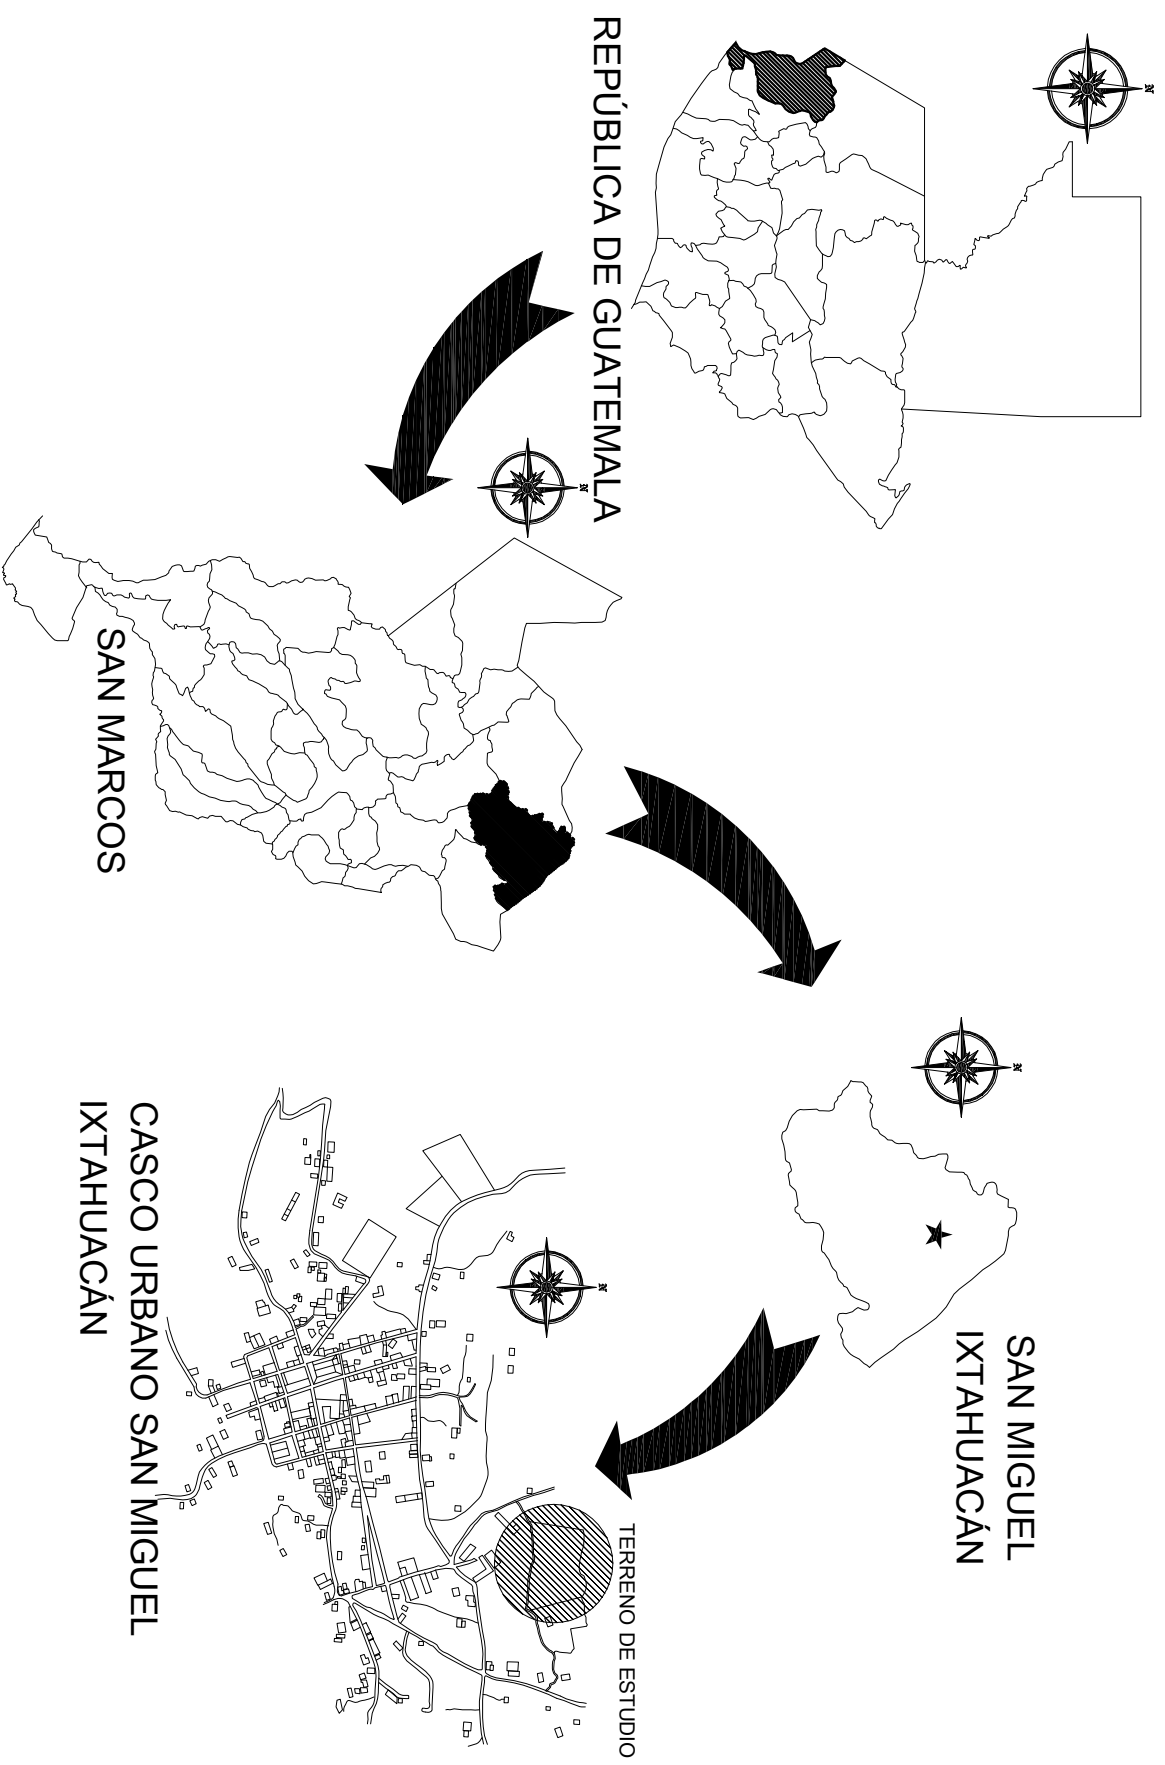 N
REPÚBLICA DE GUATEMALA
N
SAN MARCOS
N
SAN MIGUEL
IXTAHUACÁN
N
TERRENO DE ESTUDIO
CASCO URBANO SAN MIGUEL
IXTAHUACÁN